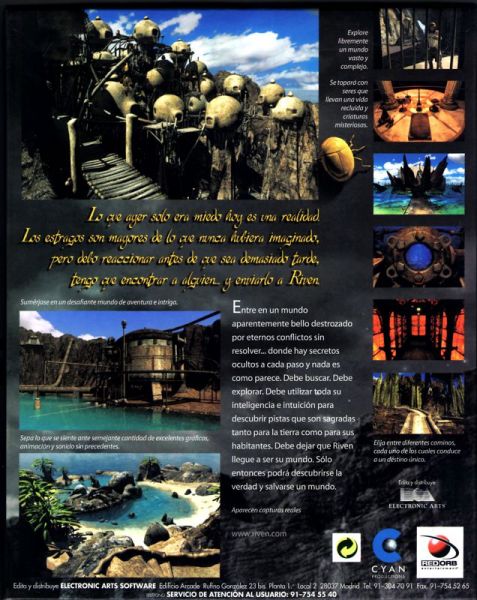 Explore
libremente
un mundo
vasto y
complejo.
Se topará con
seres que
llevan una vida
recluida y
criaturas
misteriosas.
Lo que ayer solo era miedo hoy es una realidad.
Los estragos son mayores de lo que nunca hubiera imaginado,
pero debo reaccionar antes de que sea demasiado tarde,
tengo que encontrar a alguien... y enviarlo a Riven.
Sumérjase en un desafiante mundo de aventura e intriga.
Entre en un mundo
aparentemente bello destrozado
por eternos conflictos sin
resolver... donde hay secretos
ocultos a cada paso y nada es
como parece. Debe buscar. Debe
explorar. Debe utilizar toda su
inteligencia e intuición para
descubrir pistas que son sagradas
tanto para la tierra como para sus
habitantes. Debe dejar que Riven
llegue a ser su mundo. Sólo
entonces podrá descubrirse la
verdad y salvarse un mundo.
Aparecen capturas reales
www.riven.com
Sepa lo que se siente ante semejante cantidad de excelentes gráficos,
animación y sonido sin precedentes.
Elija entre diferentes caminos,
cada uno de los cuales conduce
a un destino único.
Edita y distribuye
EA
ELECTRONIC ARTS
CYAN
PRODUCTIONS
REDORB
entertainment
Edita y distribuye ELECTRONIC ARTS SOFTWARE Edificio Arcade Rufino González 23 bis. Planta 1.ª Local 2 28037 Madrid Tel. 91-304 70 91 Fax. 91-754 52 65
SERVICIO DE ATENCIÓN AL USUARIO: 91-754 55 40